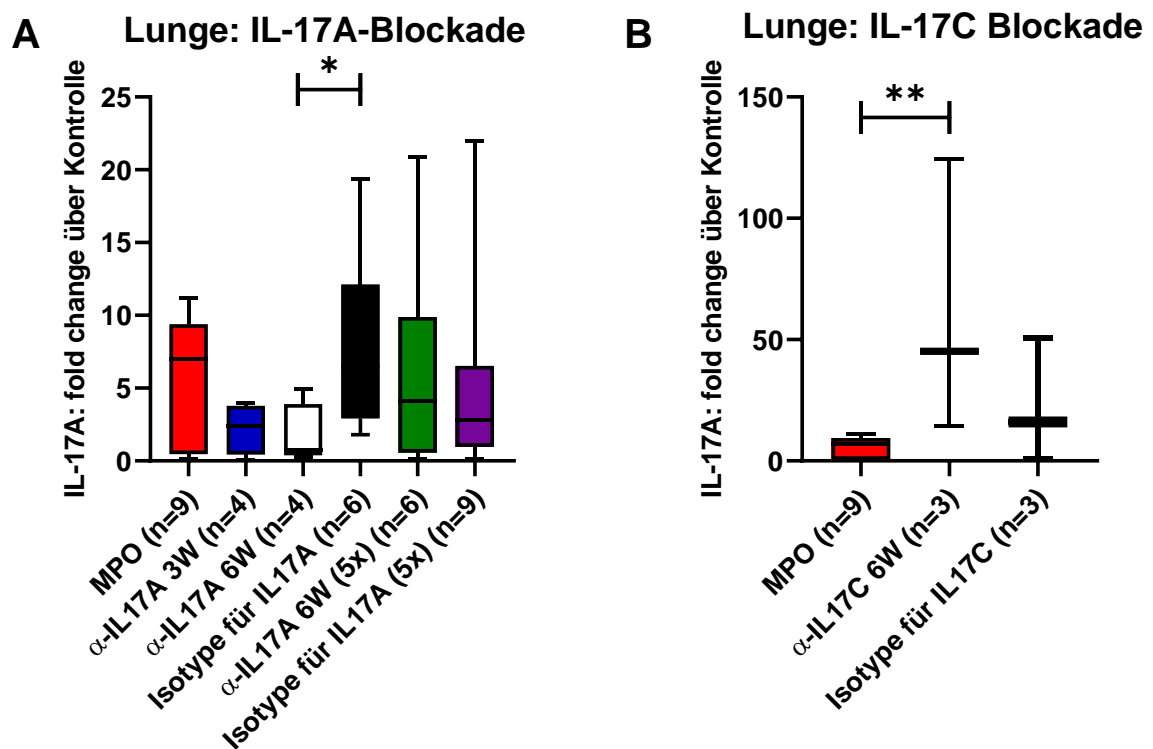 A
Lunge: IL-17A-Blockade
IL-17A: fold change über Kontrolle
25
20
15
10
5
0
*
MPO (n=9)
α-IL17A 3W (n=4)
α-IL17A 6W (n=4)
Isotype für IL17A (n=6)
α-IL17A 6W (5x) (n=6)
Isotype für IL17A (5x) (n=9)
B
Lunge: IL-17C Blockade
IL-17A: fold change über Kontrolle
150
100
50
0
**
MPO (n=9)
α-IL17C 6W (n=3)
Isotype für IL17C (n=3)